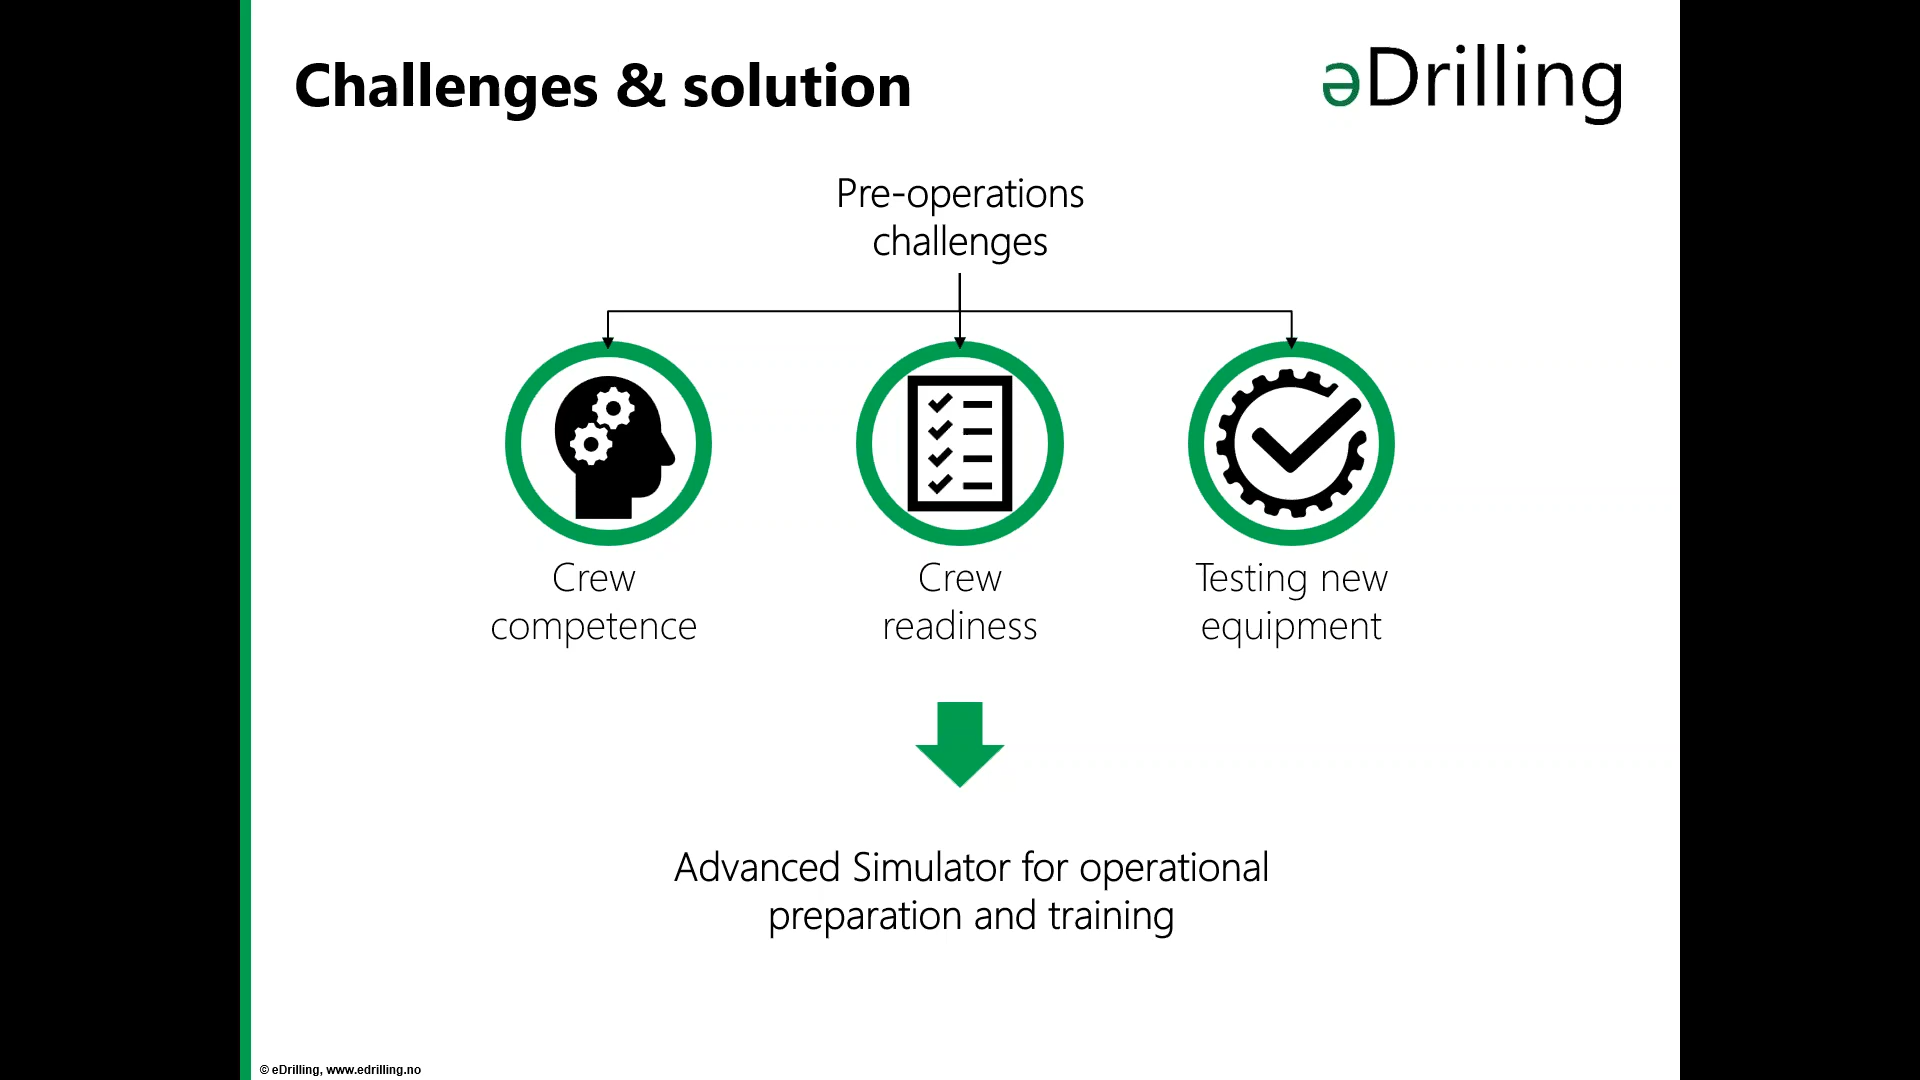 Challenges & solution
əDrilling
Pre-operations
challenges
Crew
competence
Crew
readiness
Testing new
equipment
Advanced Simulator for operational
preparation and training
© eDrilling, www.edrilling.no